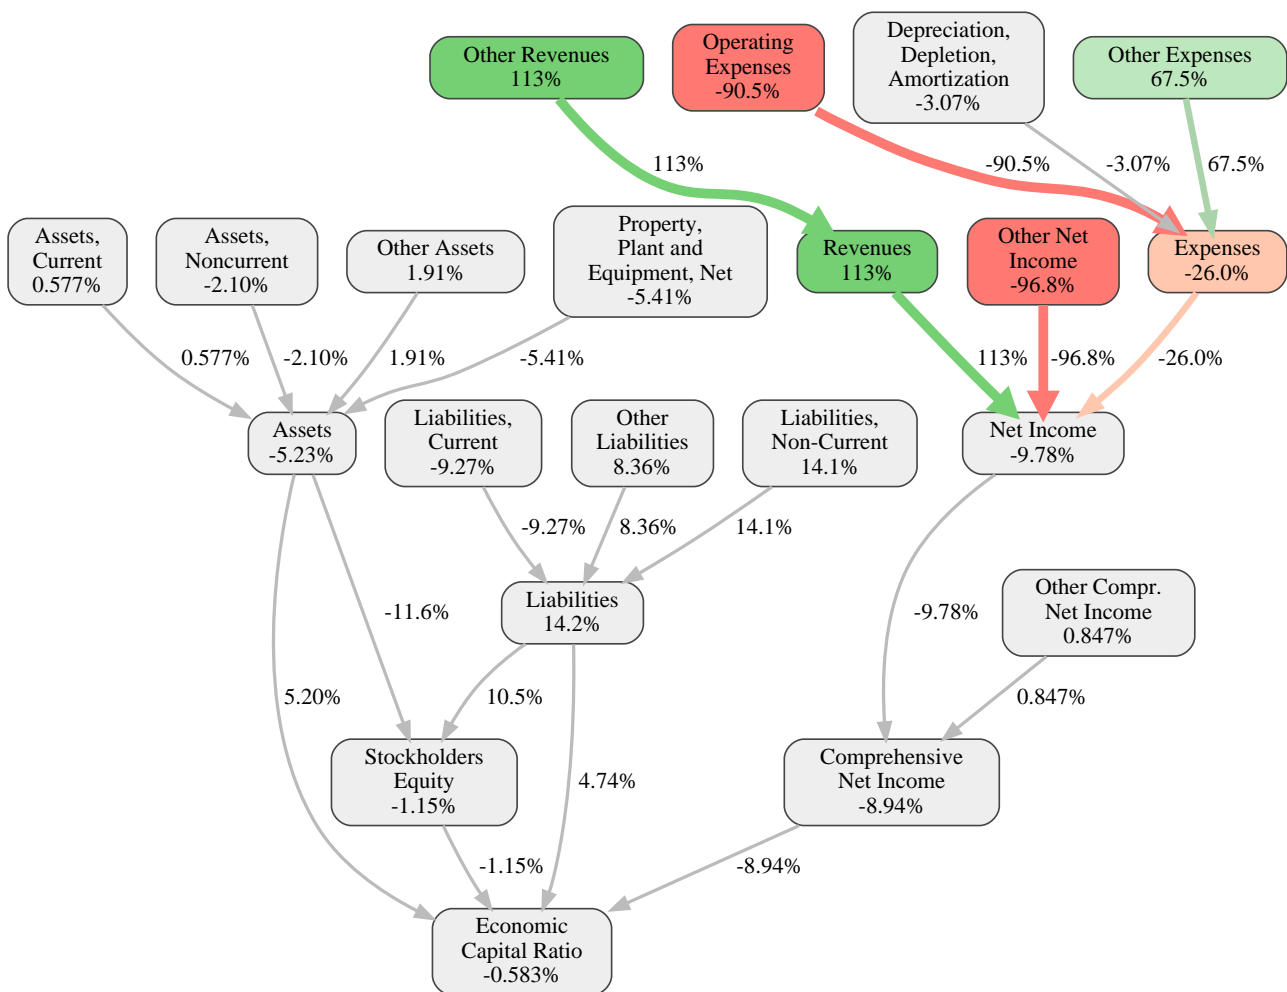 Other Revenues
113%
Operating
Expenses
-90.5%
Depreciation,
Depletion,
Amortization
-3.07%
Other Expenses
67.5%
113%
-90.5%
-3.07%
67.5%
Assets,
Current
0.577%
Assets,
Noncurrent
-2.10%
Other Assets
1.91%
Property,
Plant and
Equipment, Net
-5.41%
Revenues
113%
Other Net
Income
-96.8%
Expenses
-26.0%
0.577%
-2.10%
1.91%
-5.41%
113%
-96.8%
-26.0%
Assets
-5.23%
Liabilities,
Current
-9.27%
Other
Liabilities
8.36%
Liabilities,
Non-Current
14.1%
Net Income
-9.78%
-9.27%
8.36%
14.1%
Liabilities
14.2%
-11.6%
-9.78%
Other Compr.
Net Income
0.847%
5.20%
10.5%
0.847%
Stockholders
Equity
-1.15%
4.74%
Comprehensive
Net Income
-8.94%
-1.15%
-8.94%
Economic
Capital Ratio
-0.583%